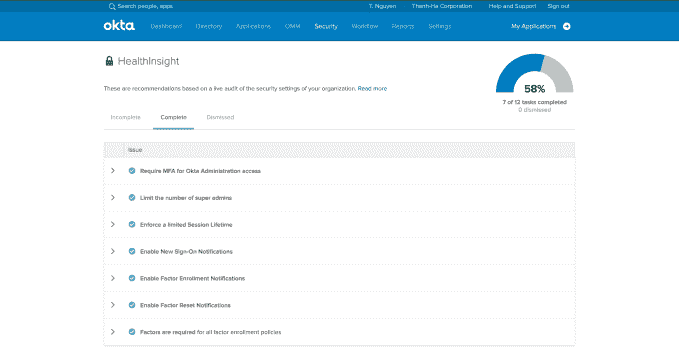 Search people, apps
T. Nguyen
Thanh-Ha Corporation
Help and Support
Sign out
okta
Dashboard
Directory
Applications
OMM
Security
Workflow
Reports
Settings
My Applications
HealthInsight
These are recommendations based on a live audit of the security settings of your organization. Read more
58%
7 of 12 tasks completed
0 dismissed
Incomplete
Complete
Dismissed
Issue
Require MFA for Okta Administration access
Limit the number of super admins
Enforce a limited Session Lifetime
Enable New Sign-On Notifications
Enable Factor Enrollment Notifications
Enable Factor Reset Notifications
Factors are required for all factor enrollment policies